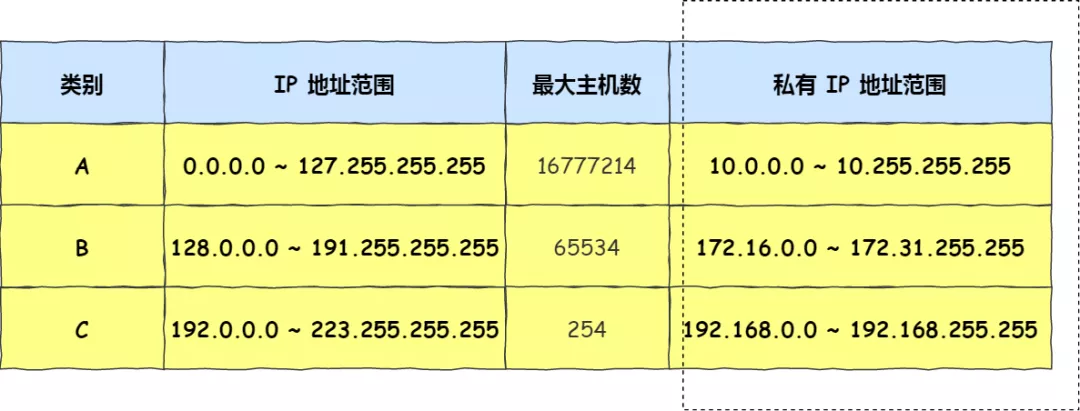 类别 IP 地址范围 最大主机数 私有 IP 地址范围
A 0.0.0.0 ~ 127.255.255.255 16777214 10.0.0.0 ~ 10.255.255.255
B 128.0.0.0 ~ 191.255.255.255 65534 172.16.0.0 ~ 172.31.255.255
C 192.0.0.0 ~ 223.255.255.255 254 192.168.0.0 ~ 192.168.255.255